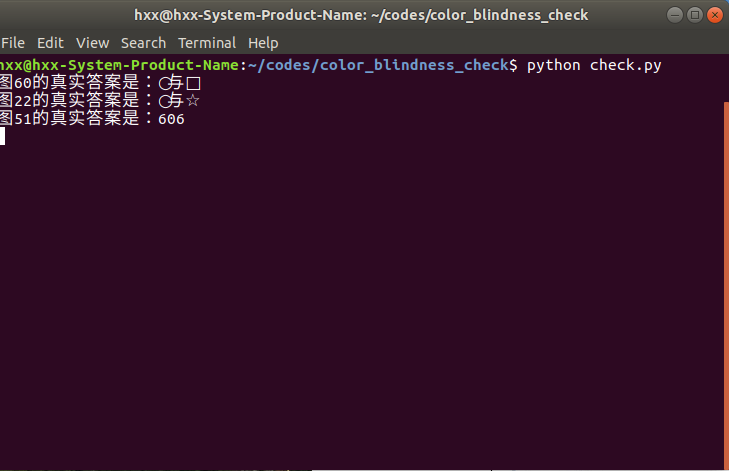 hxx@hxx-System-Product-Name: ~/codes/color_blindness_check
File Edit View Search Terminal Help
hxx@hxx-System-Product-Name:~/codes/color_blindness_check$ python check.py
图60的真实答案是：○与□
图22的真实答案是：○与☆
图51的真实答案是：606